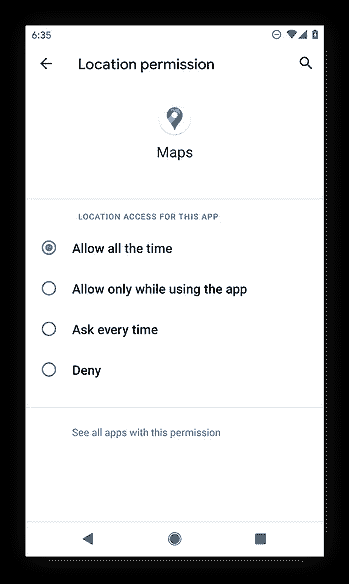 6:35
Location permission
Maps
LOCATION ACCESS FOR THIS APP
Allow all the time
Allow only while using the app
Ask every time
Deny
See all apps with this permission